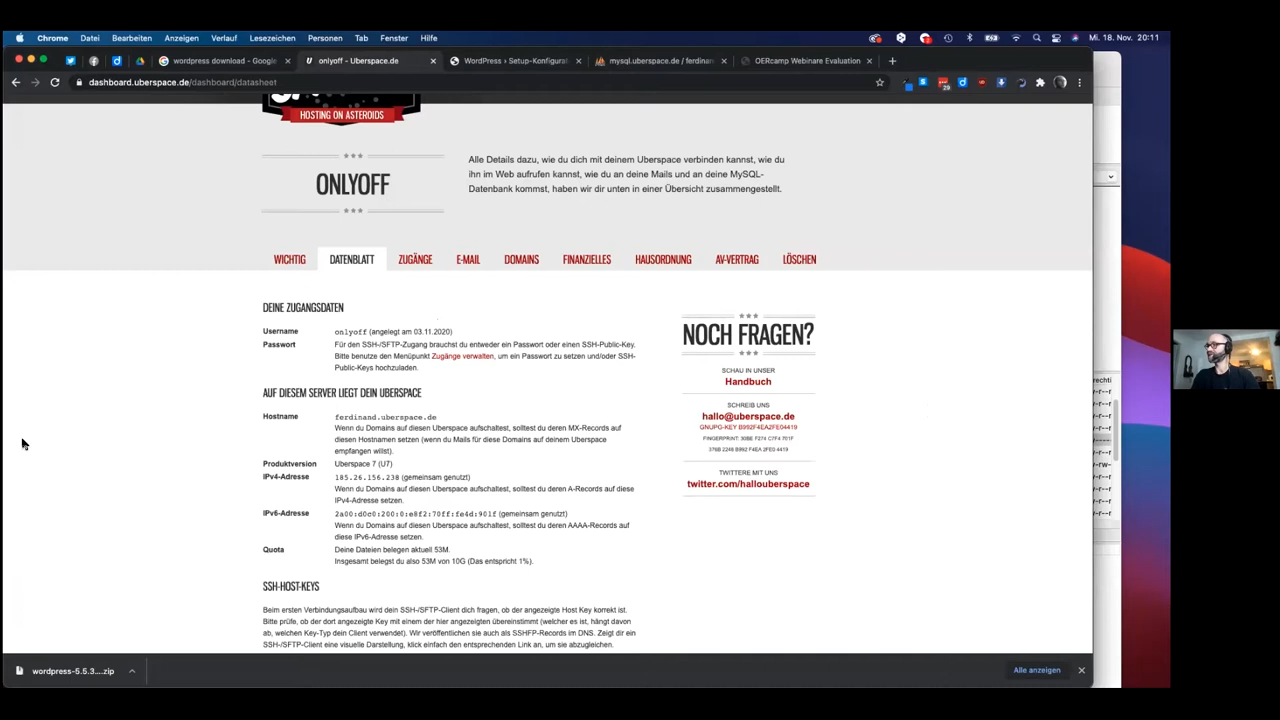 Chrome Datei Bearbeiten Anzeigen Verlauf Lesezeichen Personen Tab Fenster Hilfe
Mi. 18. Nov. 20:11
wordpress download - Google
onlyoff - Uberspace.de
WordPress › Setup-Konfigurat
mysql.uberspace.de / ferdinan
OERcamp Webinare Evaluation
dashboard.uberspace.de/dashboard/datasheet
29
HOSTING ON ASTEROIDS
ONLYOFF
Alle Details dazu, wie du dich mit deinem Uberspace verbinden kannst, wie du
ihn im Web aufrufen kannst, wie du an deine Mails und an deine MySQL-
Datenbank kommst, haben wir dir unten in einer Übersicht zusammengestellt.
WICHTIG DATENBLATT ZUGÄNGE E-MAIL DOMAINS FINANZIELLES HAUSORDNUNG AV-VERTRAG LÖSCHEN
DEINE ZUGANGSDATEN
Username onlyoff (angelegt am 03.11.2020)
Passwort Für den SSH-/SFTP-Zugang brauchst du entweder ein Passwort oder einen SSH-Public-Key.
Bitte benutze den Menüpunkt Zugänge verwalten, um ein Passwort zu setzen und/oder SSH-
Public-Keys hochzuladen.
AUF DIESEM SERVER LIEGT DEIN UBERSPACE
Hostname ferdinand.uberspace.de
Wenn du Domains auf diesen Uberspace aufschaltest, solltest du deren MX-Records auf
diesen Hostnamen setzen (wenn du Mails für diese Domains auf deinem Uberspace
empfangen willst).
Produktversion Uberspace 7 (U7)
IPv4-Adresse 185.26.156.238 (gemeinsam genutzt)
Wenn du Domains auf diesen Uberspace aufschaltest, solltest du deren A-Records auf diese
IPv4-Adresse setzen.
IPv6-Adresse 2a00:d0c0:200:0:e8f2:70ff:fe4d:901f (gemeinsam genutzt)
Wenn du Domains auf diesen Uberspace aufschaltest, solltest du deren AAAA-Records auf
diese IPv6-Adresse setzen.
Quota Deine Dateien belegen aktuell 53M.
Insgesamt belegst du also 53M von 10G (Das entspricht 1%).
SSH-HOST-KEYS
Beim ersten Verbindungsaufbau wird dein SSH-/SFTP-Client dich fragen, ob der angezeigte Host Key korrekt ist.
Bitte prüfe, ob der dort angezeigte Key mit einem der hier angezeigten übereinstimmt (welcher es ist, hängt davon
ab, welchen Key-Typ dein Client verwendet). Wir veröffentlichen sie auch als SSHFP-Records im DNS. Zeigt dir ein
SSH-/SFTP-Client eine visuelle Darstellung, klick einfach den entsprechenden Link an, um sie abzugleichen.
NOCH FRAGEN?
SCHAU IN UNSER
Handbuch
SCHREIB UNS
hallo@uberspace.de
GNUPG-KEY B992F4EA2FE04419
TWITTERE MIT UNS
twitter.com/hallouberspace
wordpress-5.5.3....zip
Alle anzeigen